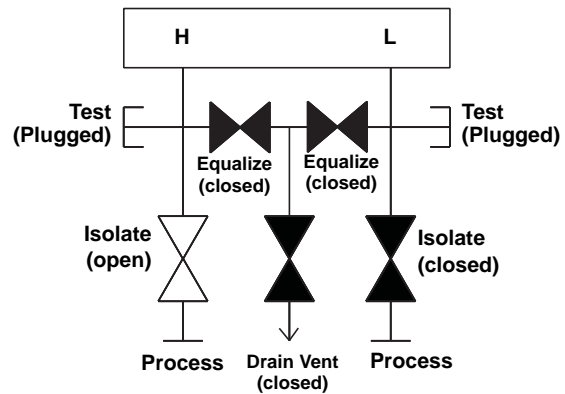 H
L
Test
(Plugged)
Test
(Plugged)
Equalize
(closed)
Equalize
(closed)
Isolate
(open)
Isolate
(closed)
Process
Drain Vent
(closed)
Process